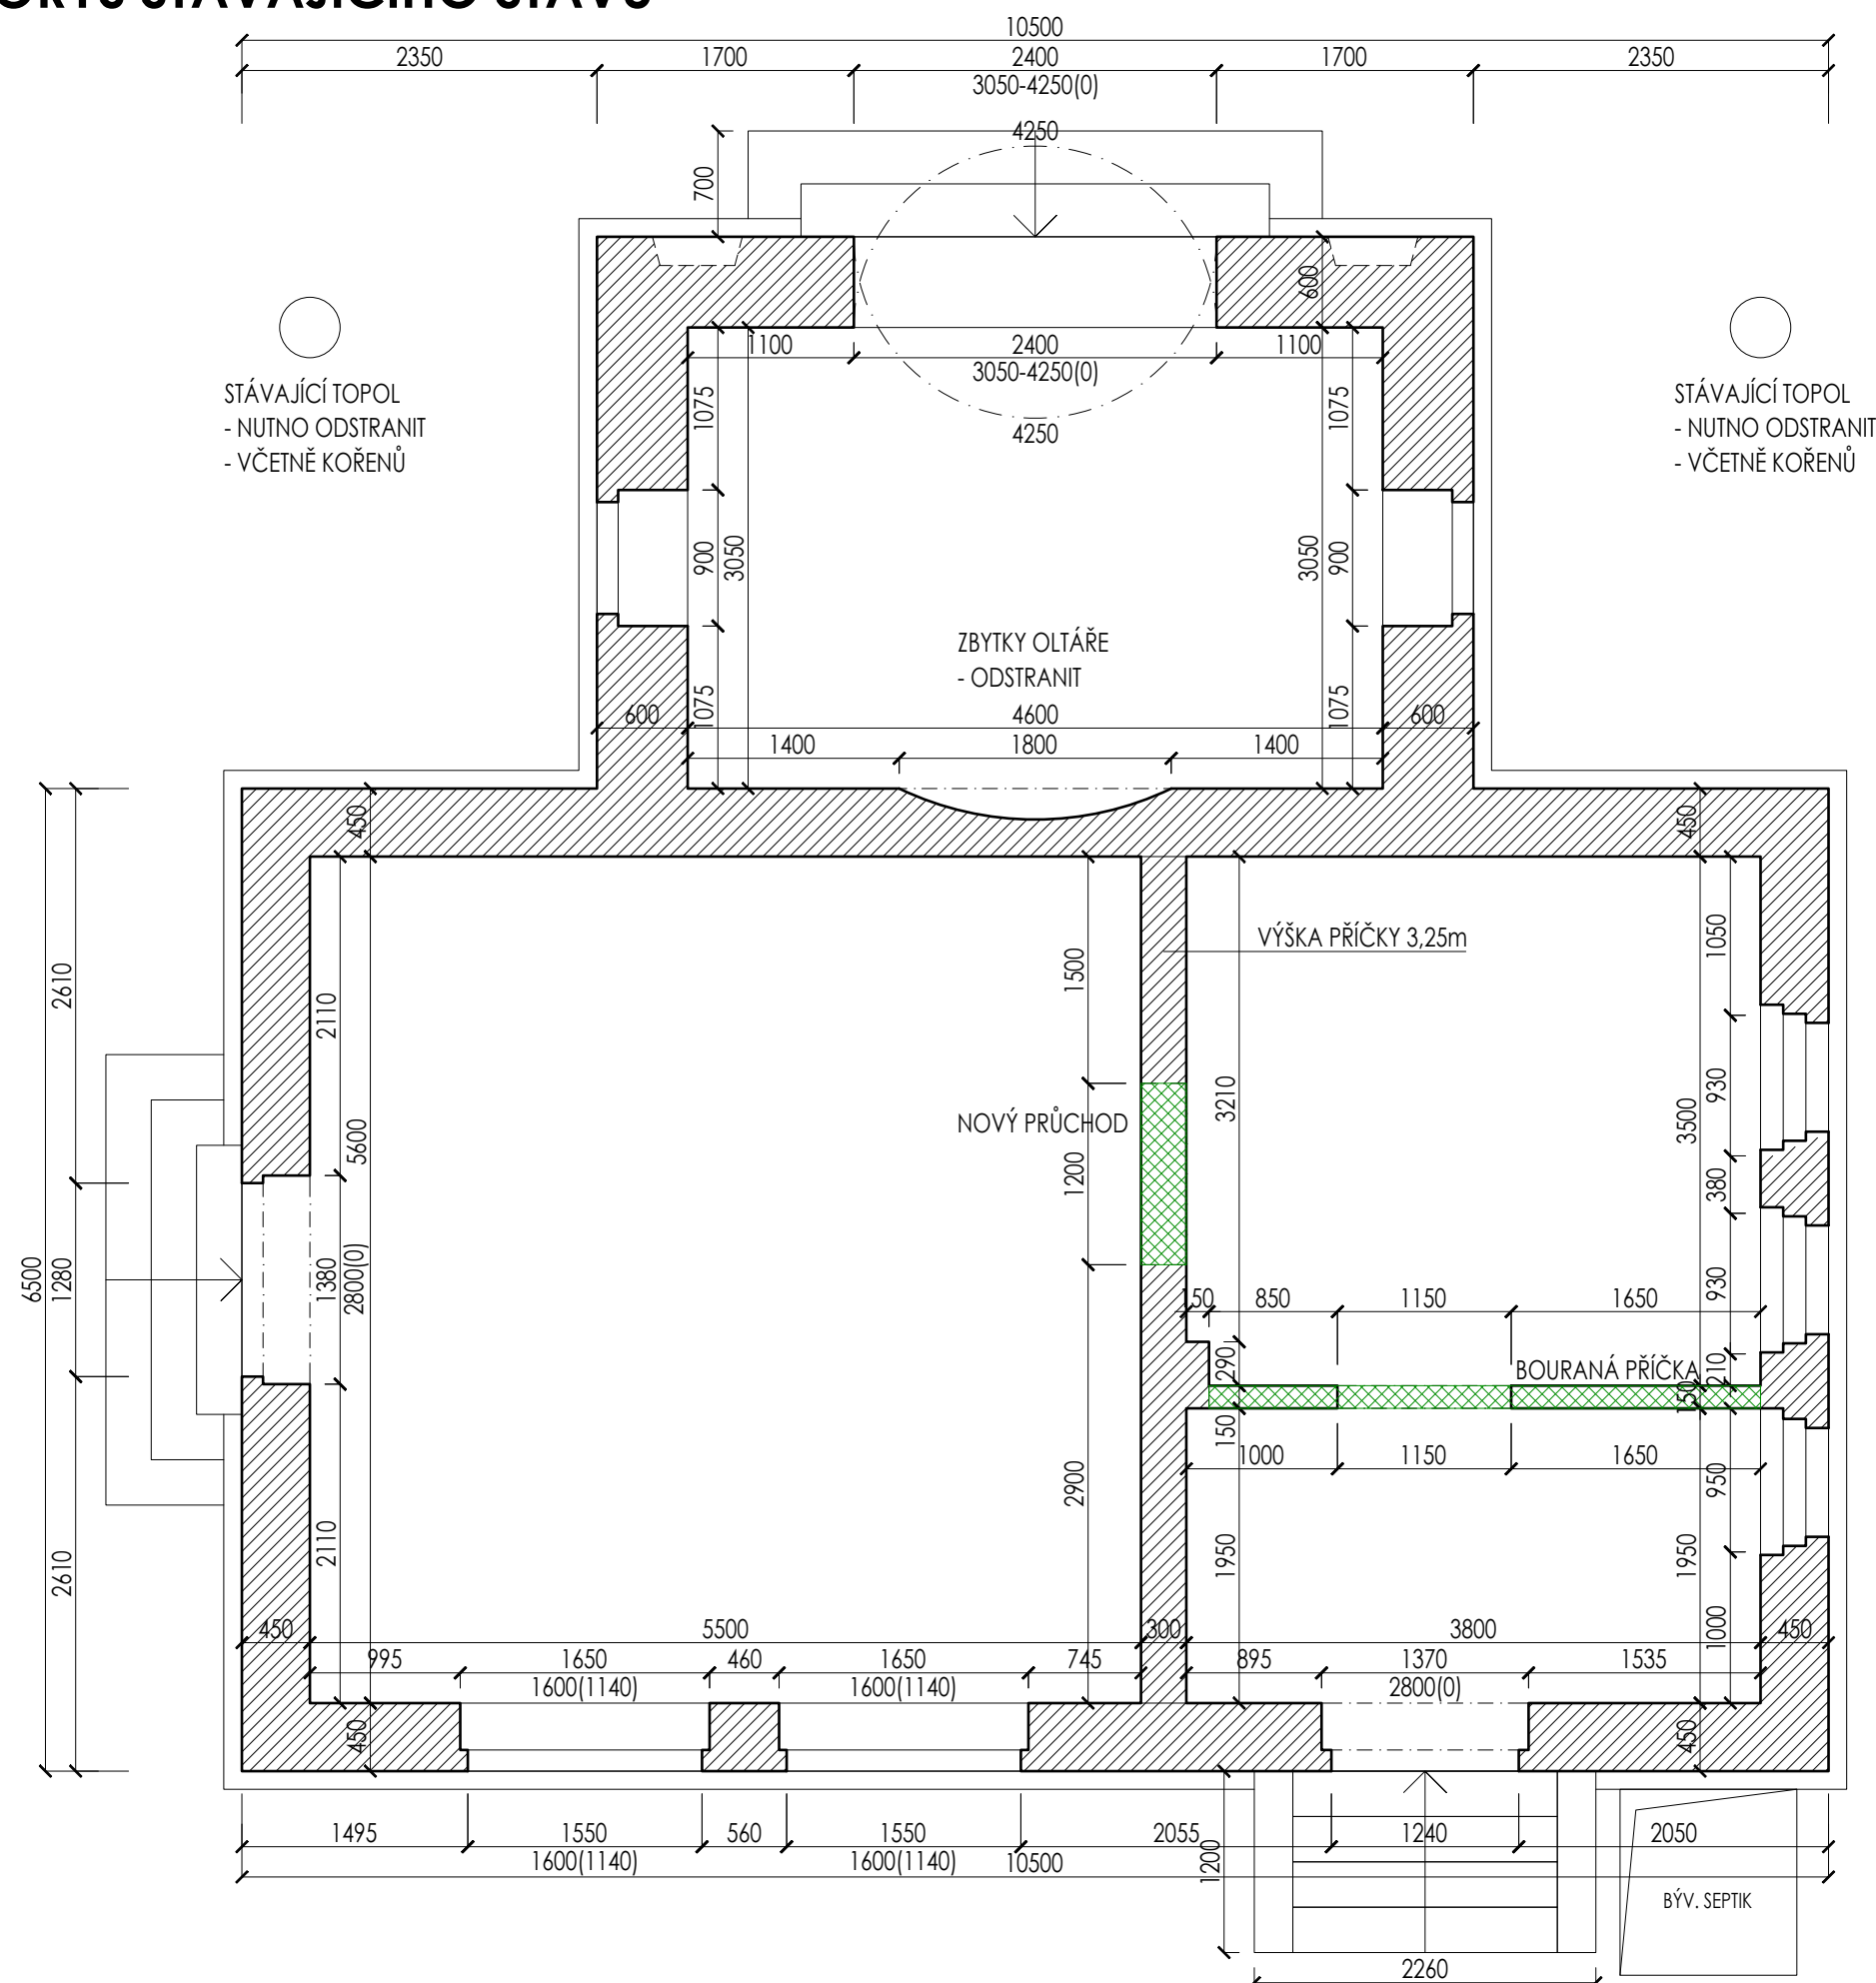 10500
2350 1700 2400 1700 2350
3050-4250(0)
4250
700
600
1100 2400 1100
3050-4250(0)
4250
STÁVAJÍCÍ TOPOL
- NUTNO ODSTRANIT
- VČETNĚ KOŘENŮ
STÁVAJÍCÍ TOPOL
- NUTNO ODSTRANIT
- VČETNĚ KOŘENŮ
1075
1075
900
3050
3050
900
ZBYTKY OLTÁŘE
- ODSTRANIT
1075
1075
600 4600 600
1400 1800 1400
450
450
VÝŠKA PŘÍČKY 3,25m
2610
2110
1500
1050
5600
NOVÝ PRŮCHOD
3210
3500
930
1200
380
6500
1280
1380
2800(0)
930
150 850 1150 1650
290
BOURANÁ PŘÍČKA
210
150
150
1000 1150 1650
2900
950
2610
2110
1950
1950
1000
450 5500 300 3800 450
995 1650 460 1650 745 895 1370 1535
1600(1140) 1600(1140) 2800(0)
450
450
1495 1550 560 1550 2055 1240 2050
1600(1140) 1600(1140) 10500
1200
BÝV. SEPTIK
2260